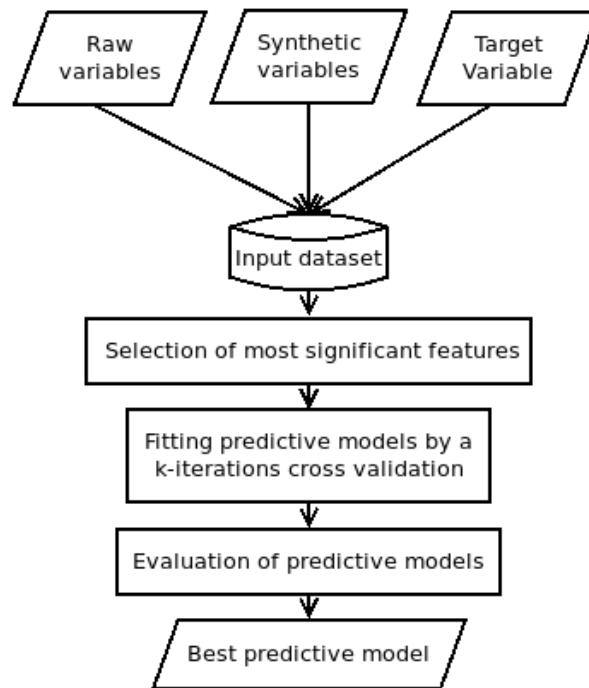 Raw
variables
Synthetic
variables
Target
Variable
Input dataset
Selection of most significant features
Fitting predictive models by a
k-iterations cross validation
Evaluation of predictive models
Best predictive model